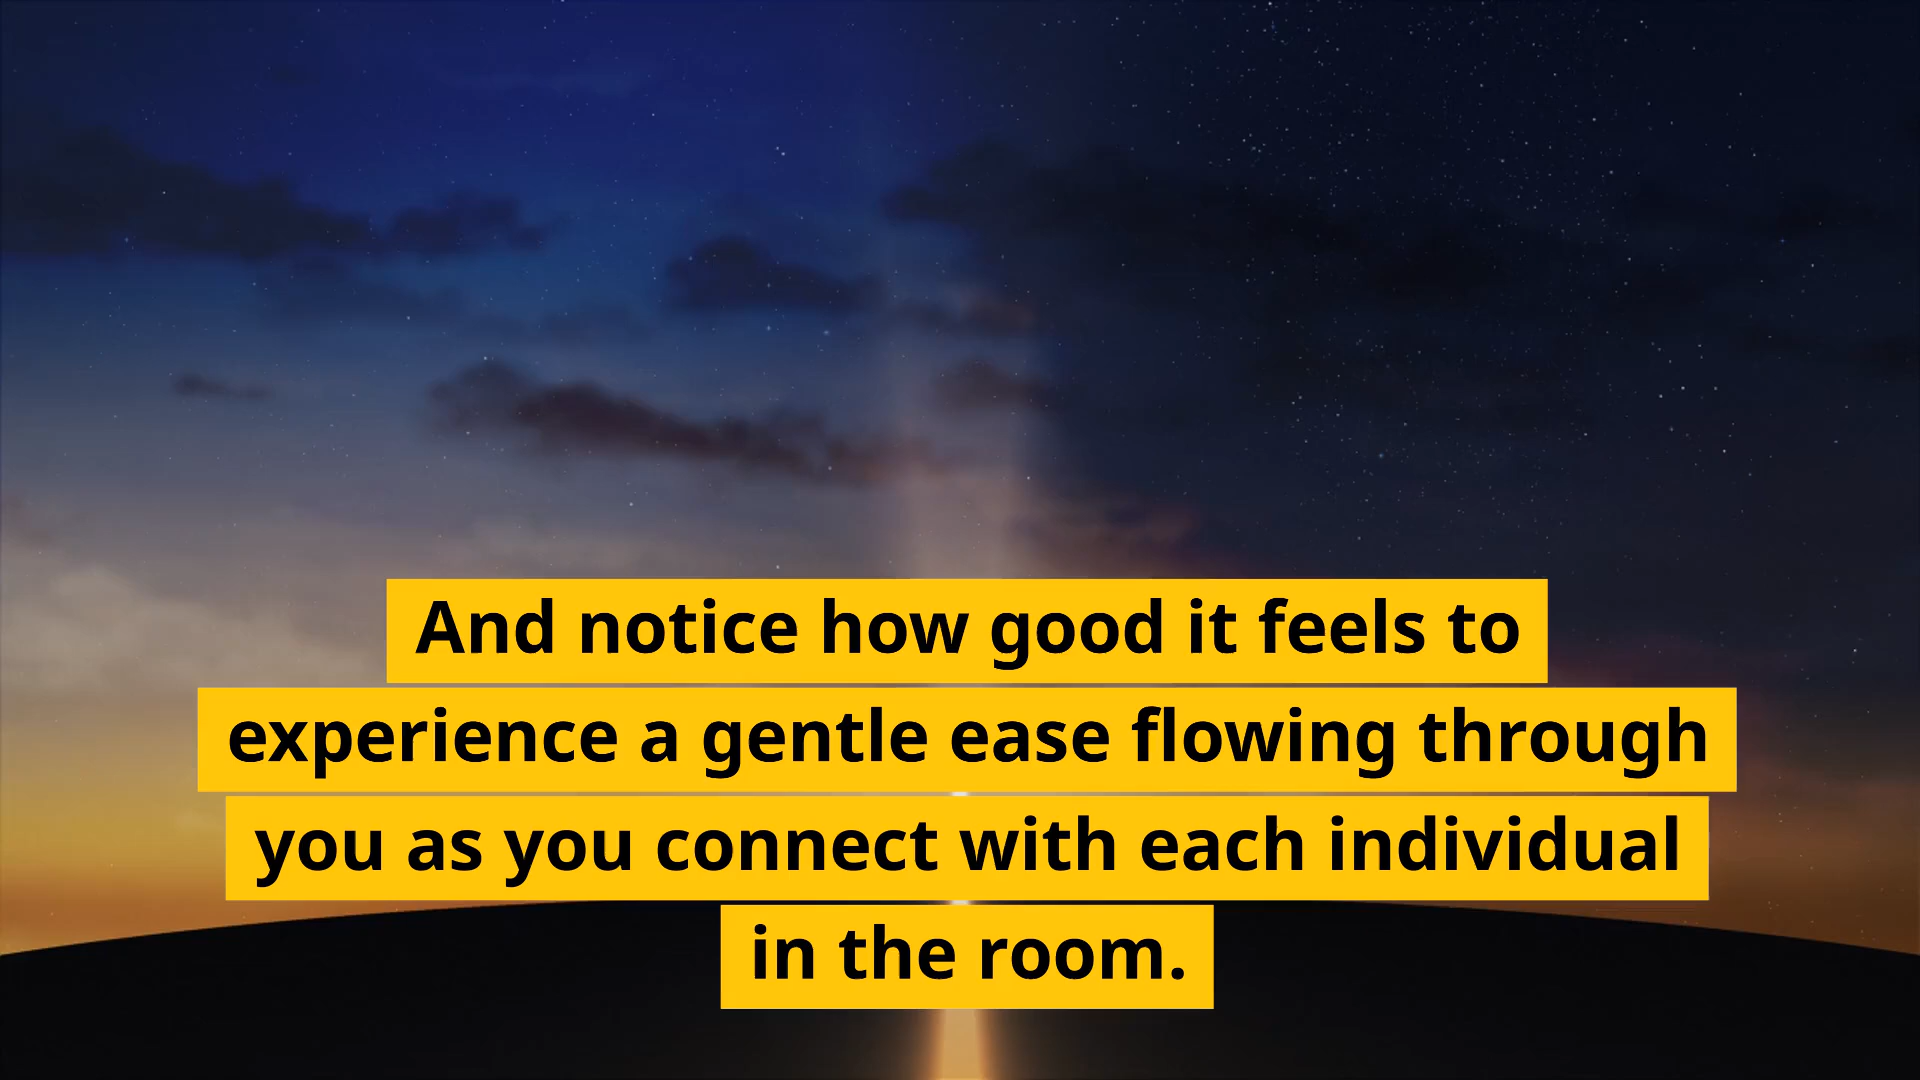 And notice how good it feels to
experience a gentle ease flowing through
you as you connect with each individual
in the room.